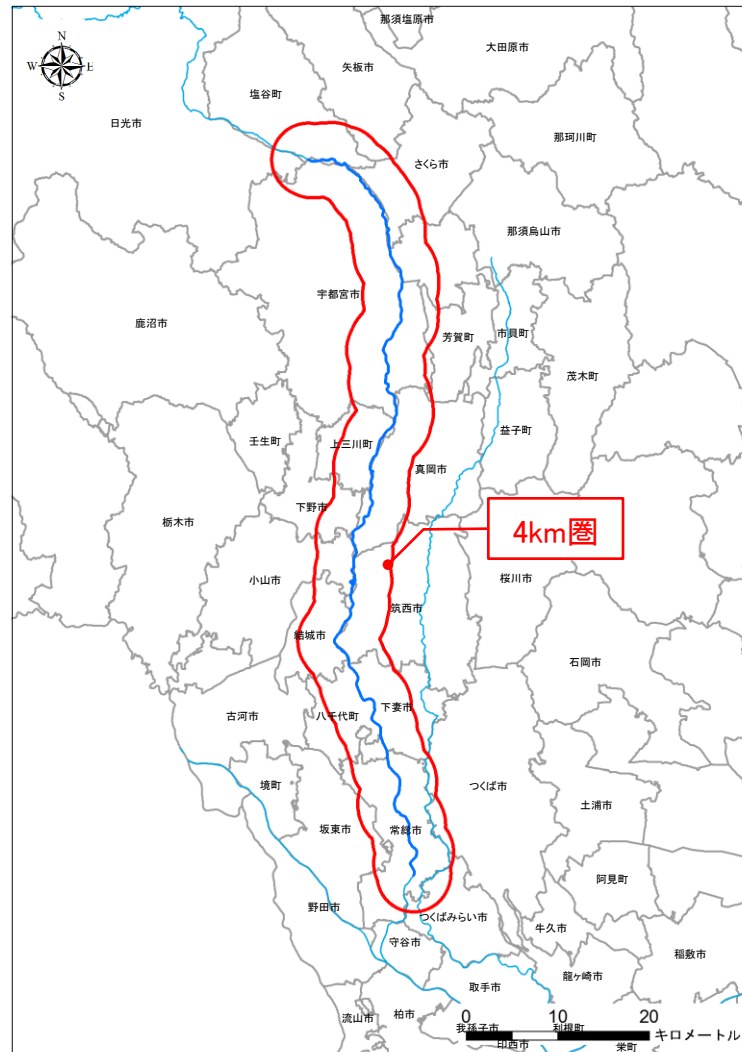 那須塩原市
大田原市
N
W
E
S
矢板市
塩谷町
日光市
那珂川町
さくら市
那須烏山市
宇都宮市
鹿沼市
芳賀町
市貝町
茂木町
益子町
壬生町
上三川町
真岡市
下野市
栃木市
4km圏
小山市
桜川市
筑西市
結城市
石岡市
下妻市
八千代町
古河市
境町
つくば市
土浦市
坂東市
常総市
阿見町
野田市
つくばみらい市
牛久市
守谷市
稲敷市
龍ヶ崎市
取手市
流山市
柏市
0
10
20
キロメートル
我孫子市
利根町
印西市
栄町